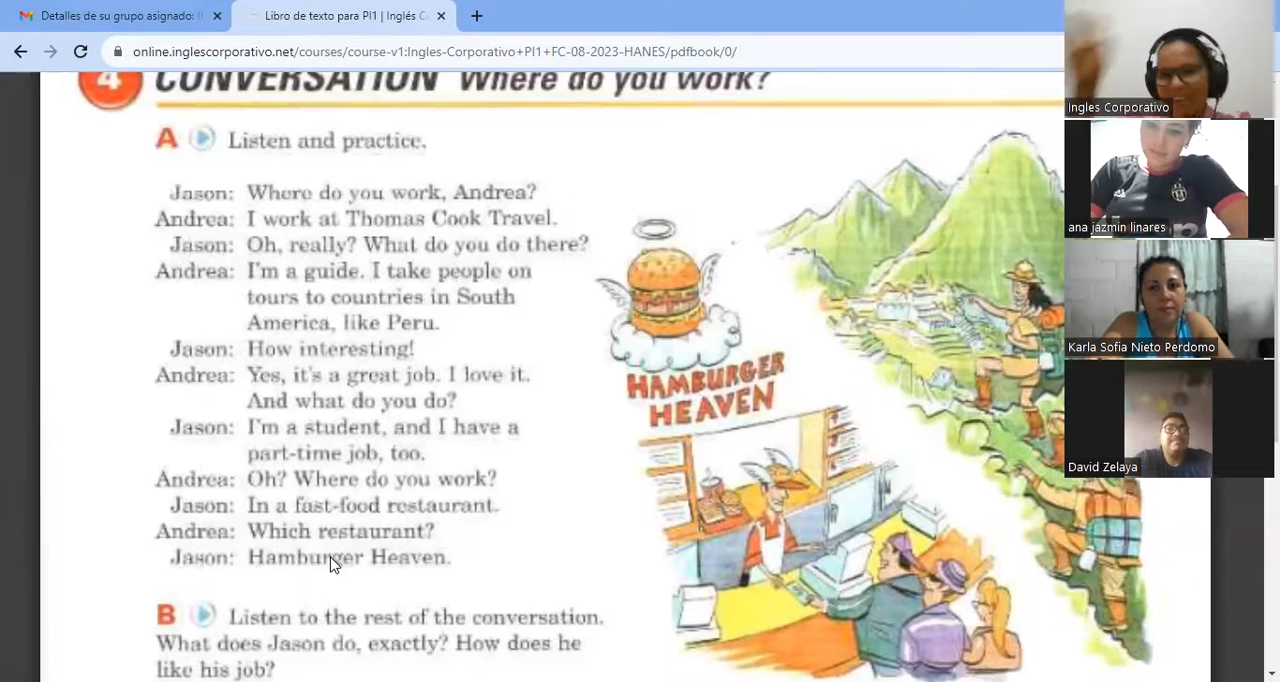 Detalles de su grupo asignado:
Libro de texto para PI1 | Inglés C
online.inglescorporativo.net/courses/course-v1:Ingles-Corporativo+PI1+FC-08-2023-HANES/pdfbook/0/
4 CONVERSATION Where do you work?
A Listen and practice.
Jason: Where do you work, Andrea?
Andrea: I work at Thomas Cook Travel.
Jason: Oh, really? What do you do there?
Andrea: I'm a guide. I take people on
tours to countries in South
America, like Peru.
Jason: How interesting!
Andrea: Yes, it's a great job. I love it.
And what do you do?
Jason: I'm a student, and I have a
part-time job, too.
Andrea: Oh? Where do you work?
Jason: In a fast-food restaurant.
Andrea: Which restaurant?
Jason: Hamburger Heaven.
B Listen to the rest of the conversation.
What does Jason do, exactly? How does he
like his job?
HAMBURGER
HEAVEN
Ingles Corporativo
ana jazmin linares
Karla Sofia Nieto Perdomo
David Zelaya